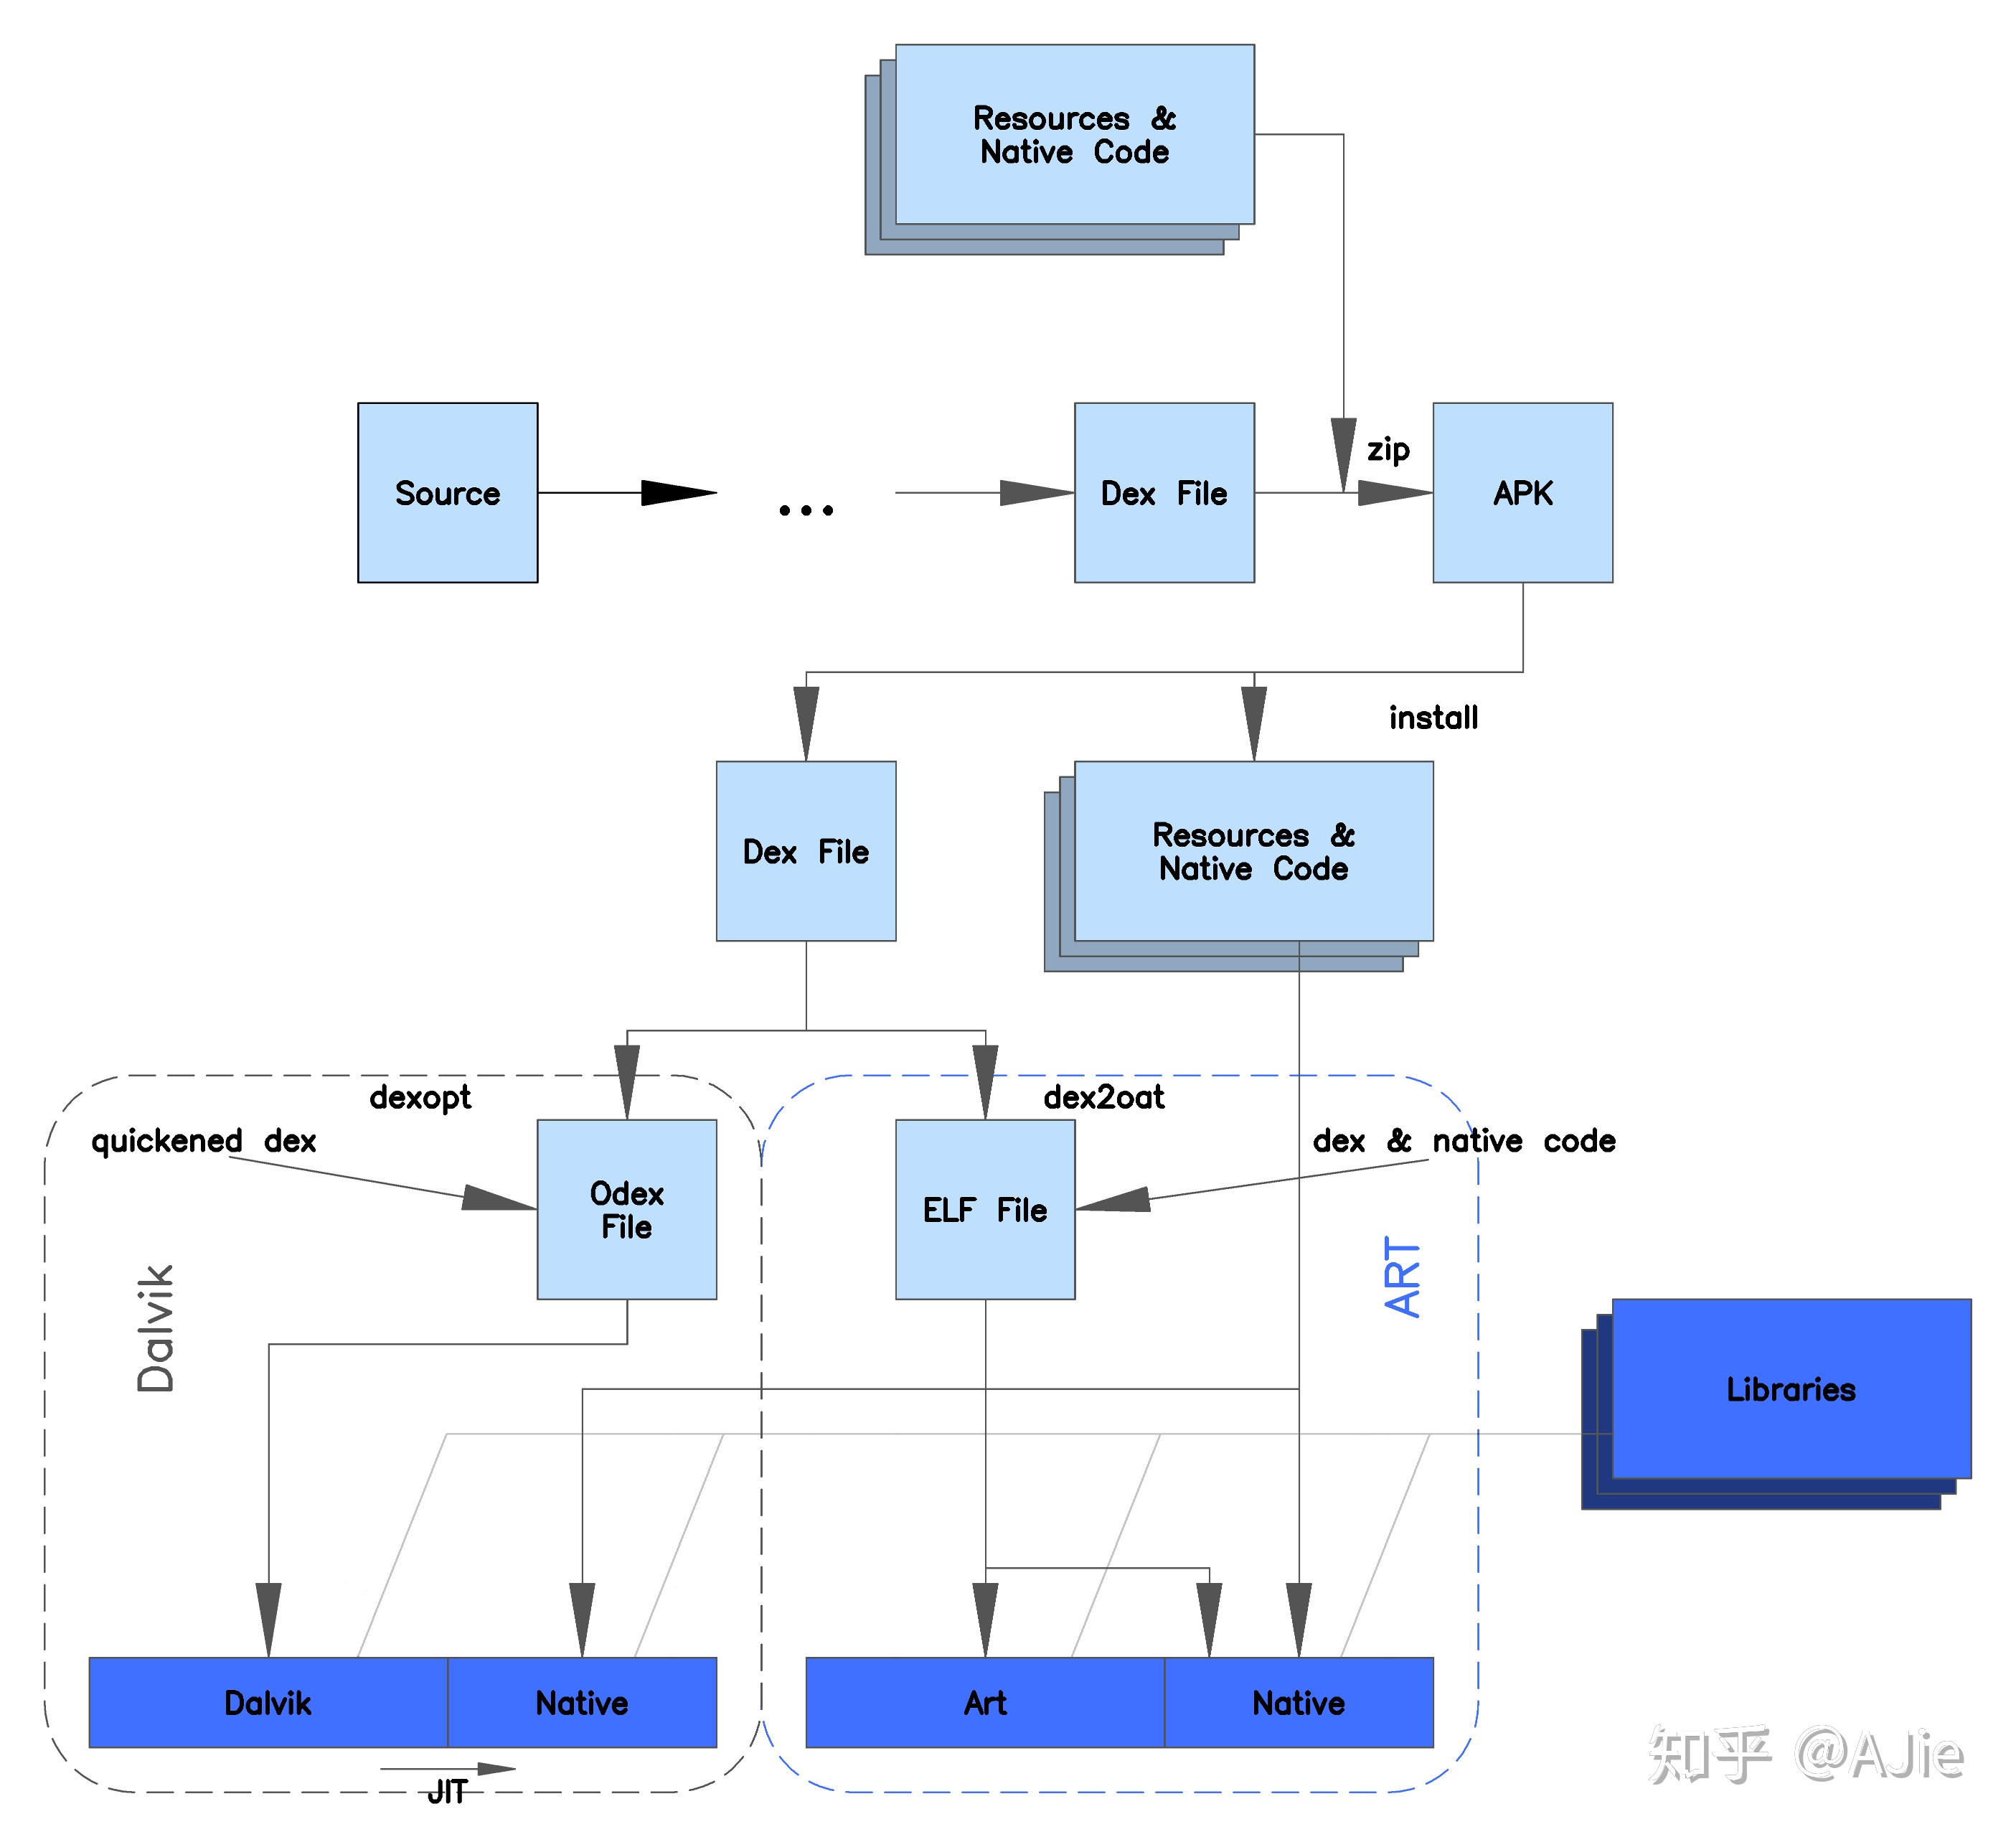 Resources &
Native Code
zip
Source
...
Dex File
APK
install
Dex File
Resources &
Native Code
dexopt
dex2oat
quickened dex
dex & native code
Odex
File
ELF File
Dalvik
ART
Libraries
Dalvik
Native
Art
Native
JIT
知乎 @AJie